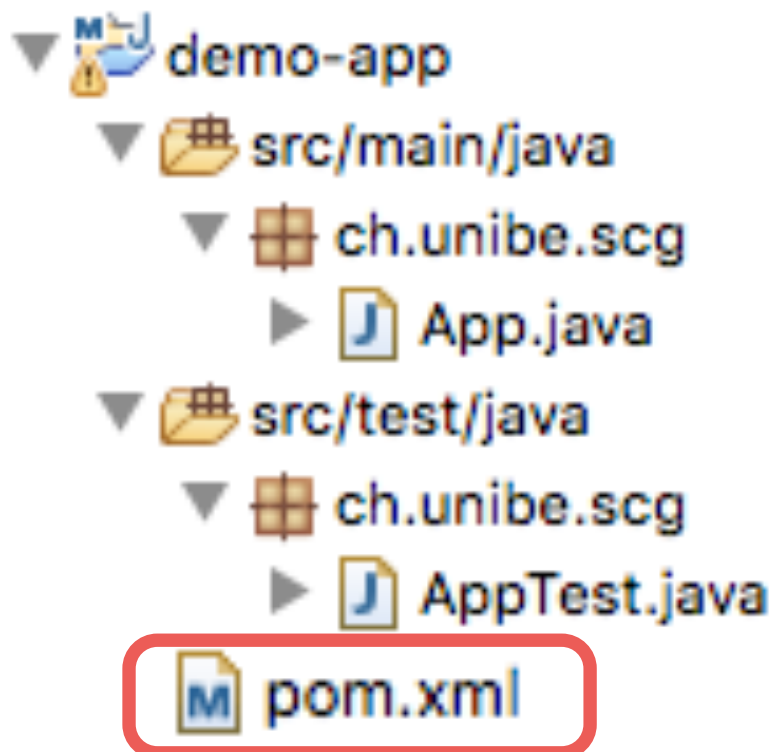 demo-app
src/main/java
ch.unibe.scg
App.java
src/test/java
ch.unibe.scg
AppTest.java
pom.xml